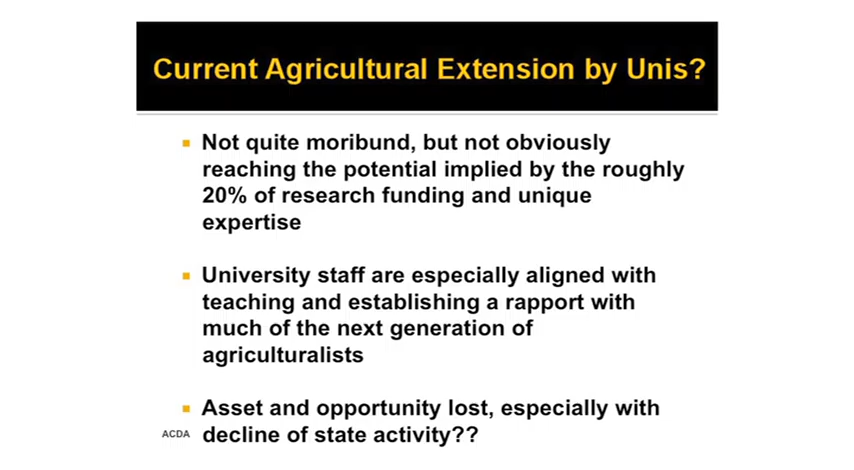 Current Agricultural Extension by Unis?
Not quite moribund, but not obviously
reaching the potential implied by the roughly
20% of research funding and unique
expertise
University staff are especially aligned with
teaching and establishing a rapport with
much of the next generation of
agriculturalists
Asset and opportunity lost, especially with
ACDA decline of state activity??